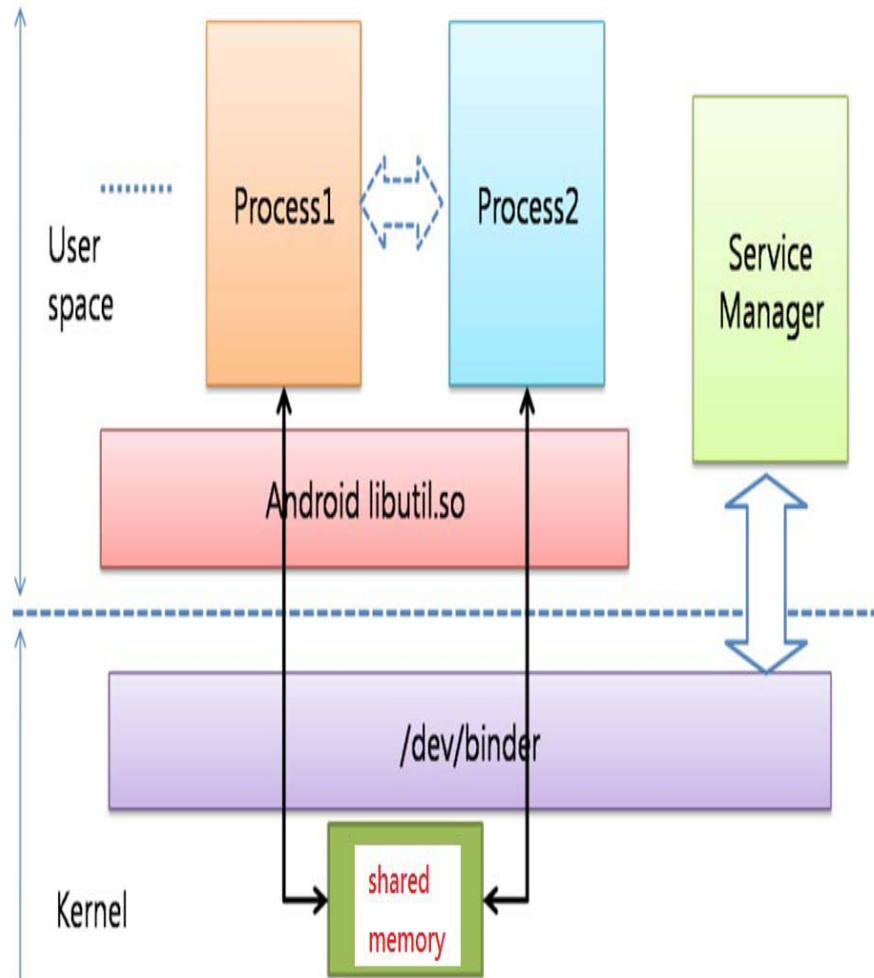 Process1
Process2
User
space
Service
Manager
Android libutil.so
/dev/binder
shared
memory
Kernel